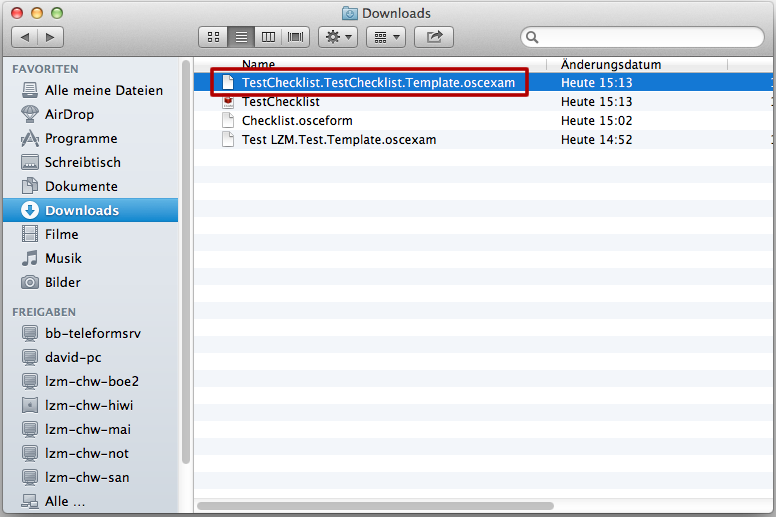 Downloads
Name Änderungsdatum
FAVORITEN
Alle meine Dateien
AirDrop
Programme
Schreibtisch
Dokumente
Downloads
Filme
Musik
Bilder
FREIGABEN
bb-teleformsrv
david-pc
lzm-chw-boe2
lzm-chw-hiwi
lzm-chw-mai
lzm-chw-not
lzm-chw-san
Alle ...
TestChecklist.TestChecklist.Template.oscexam Heute 15:13
TestChecklist Heute 15:13
Checklist.osceform Heute 15:02
Test LZM.Test.Template.oscexam Heute 14:52